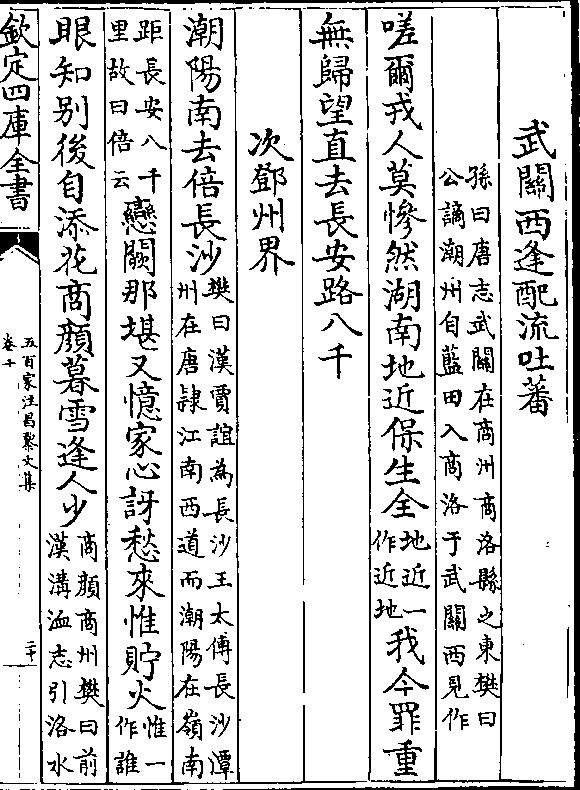 武關西逢配流吐蕃
孫曰唐志武關在商州商洛縣之東樊曰
公謫潮州自藍田入商洛于武關西見作
嗟爾戎人莫慘然湖南地近保生全地近一作近地我今罪重
無歸望直去長安路八千
次鄧州界
潮陽南去倍長沙樊曰漢賈誼為長沙王太傅長沙潭州在唐隷江南西道而潮陽在嶺南
距長安八千里故曰倍云戀闕那堪又憶家心訝愁來惟貯火惟一作誰
眼知别後自添花商顔暮雪逢人少商顔商州樊曰前漢溝洫志引洛水
欽定四庫全書
五百家注昌黎文集
卷十
二十